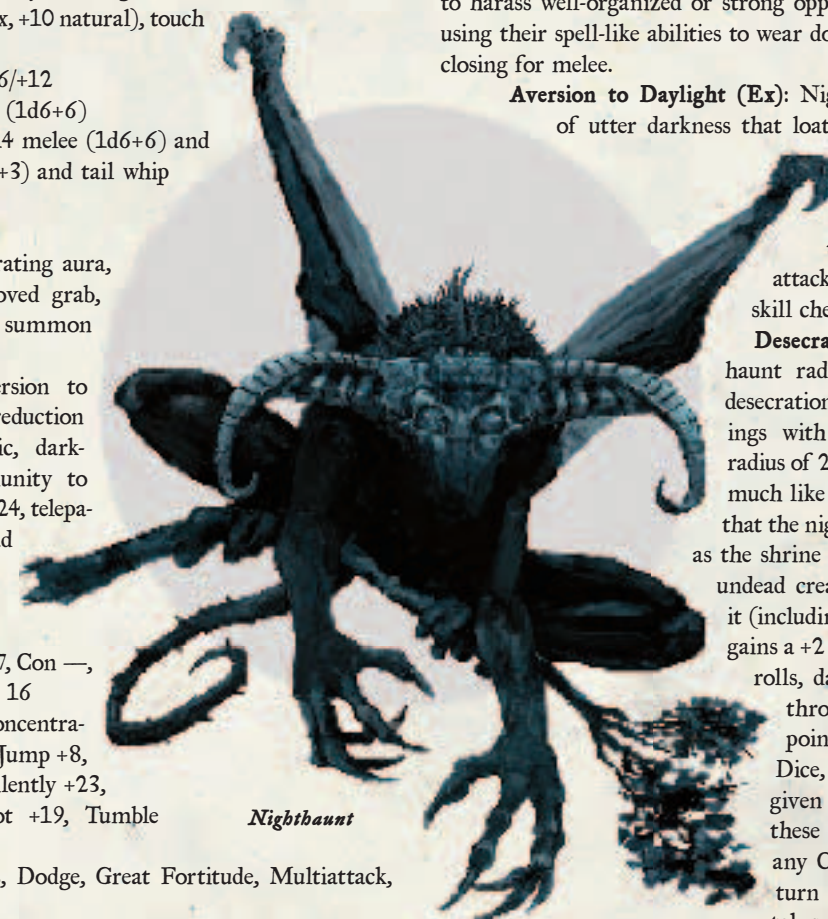 x, +10 natural), touch
6/+12
(1d6+6)
4 melee (1d6+6) and
+3) and tail whip
rating aura,
oved grab,
summon
ersion to
reduction
ic, dark-
unity to
24, telepa-
d
7, Con —,
16
oncentra-
Jump +8,
ilently +23,
ot +19, Tumble
, Dodge, Great Fortitude, Multiattack,
Nighthaunt
to harass well-organized or strong opp
using their spell-like abilities to wear do
closing for melee.
Aversion to Daylight (Ex): Nig
of utter darkness that loat
attack
skill che
Desecra
haunt rad
desecration
ings with
radius of 2
much like
that the nig
as the shrine
undead crea
it (includin
gains a +2
rolls, da
thro
poin
Dice,
given
these
any C
turn